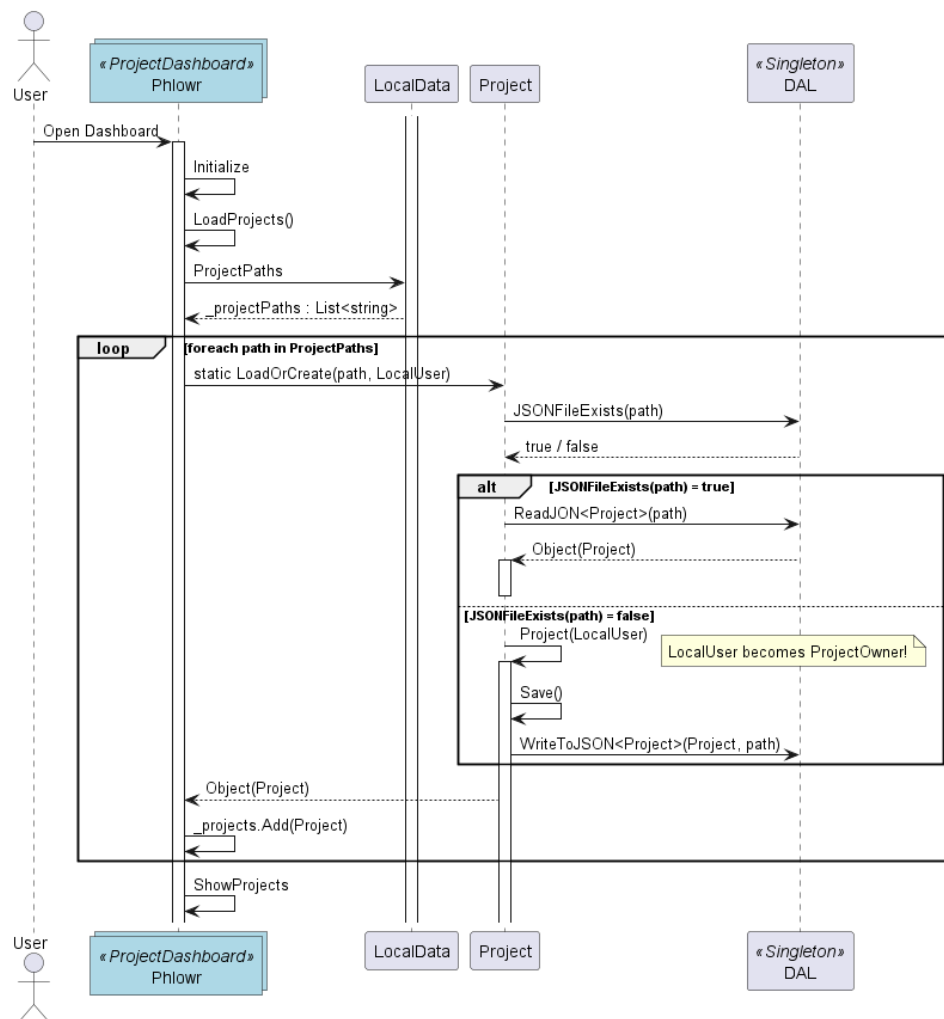 User
«ProjectDashboard»
Phlowr
LocalData
Project
«Singleton»
DAL
Open Dashboard
Initialize
LoadProjects()
ProjectPaths
_projectPaths : List<string>
loop
[foreach path in ProjectPaths]
static LoadOrCreate(path, LocalUser)
JSONFileExists(path)
true / false
alt
[JSONFileExists(path) = true]
ReadJON<Project>(path)
Object(Project)
[JSONFileExists(path) = false]
Project(LocalUser)
LocalUser becomes ProjectOwner!
Save()
WriteToJSON<Project>(Project, path)
Object(Project)
_projects.Add(Project)
ShowProjects
User
«ProjectDashboard»
Phlowr
LocalData
Project
«Singleton»
DAL